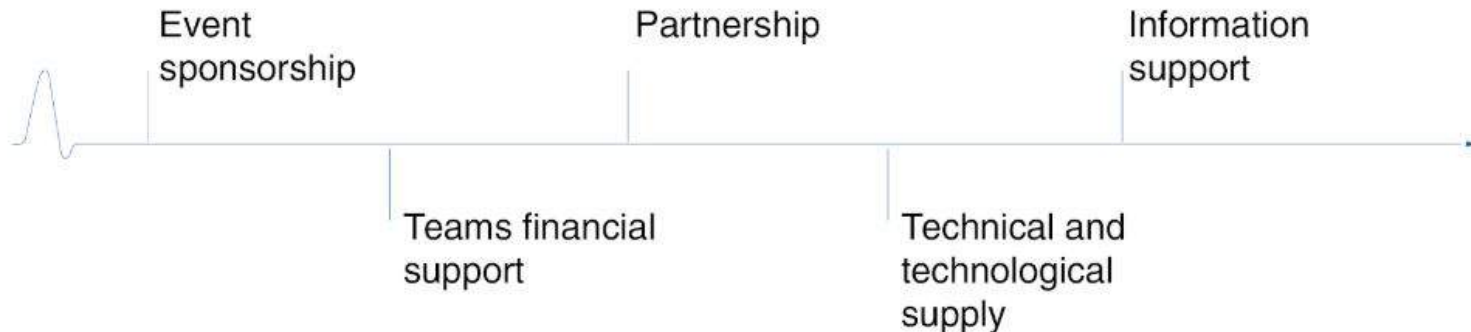 Event
sponsorship
Partnership
Information
support
Teams financial
support
Technical and
technological
supply